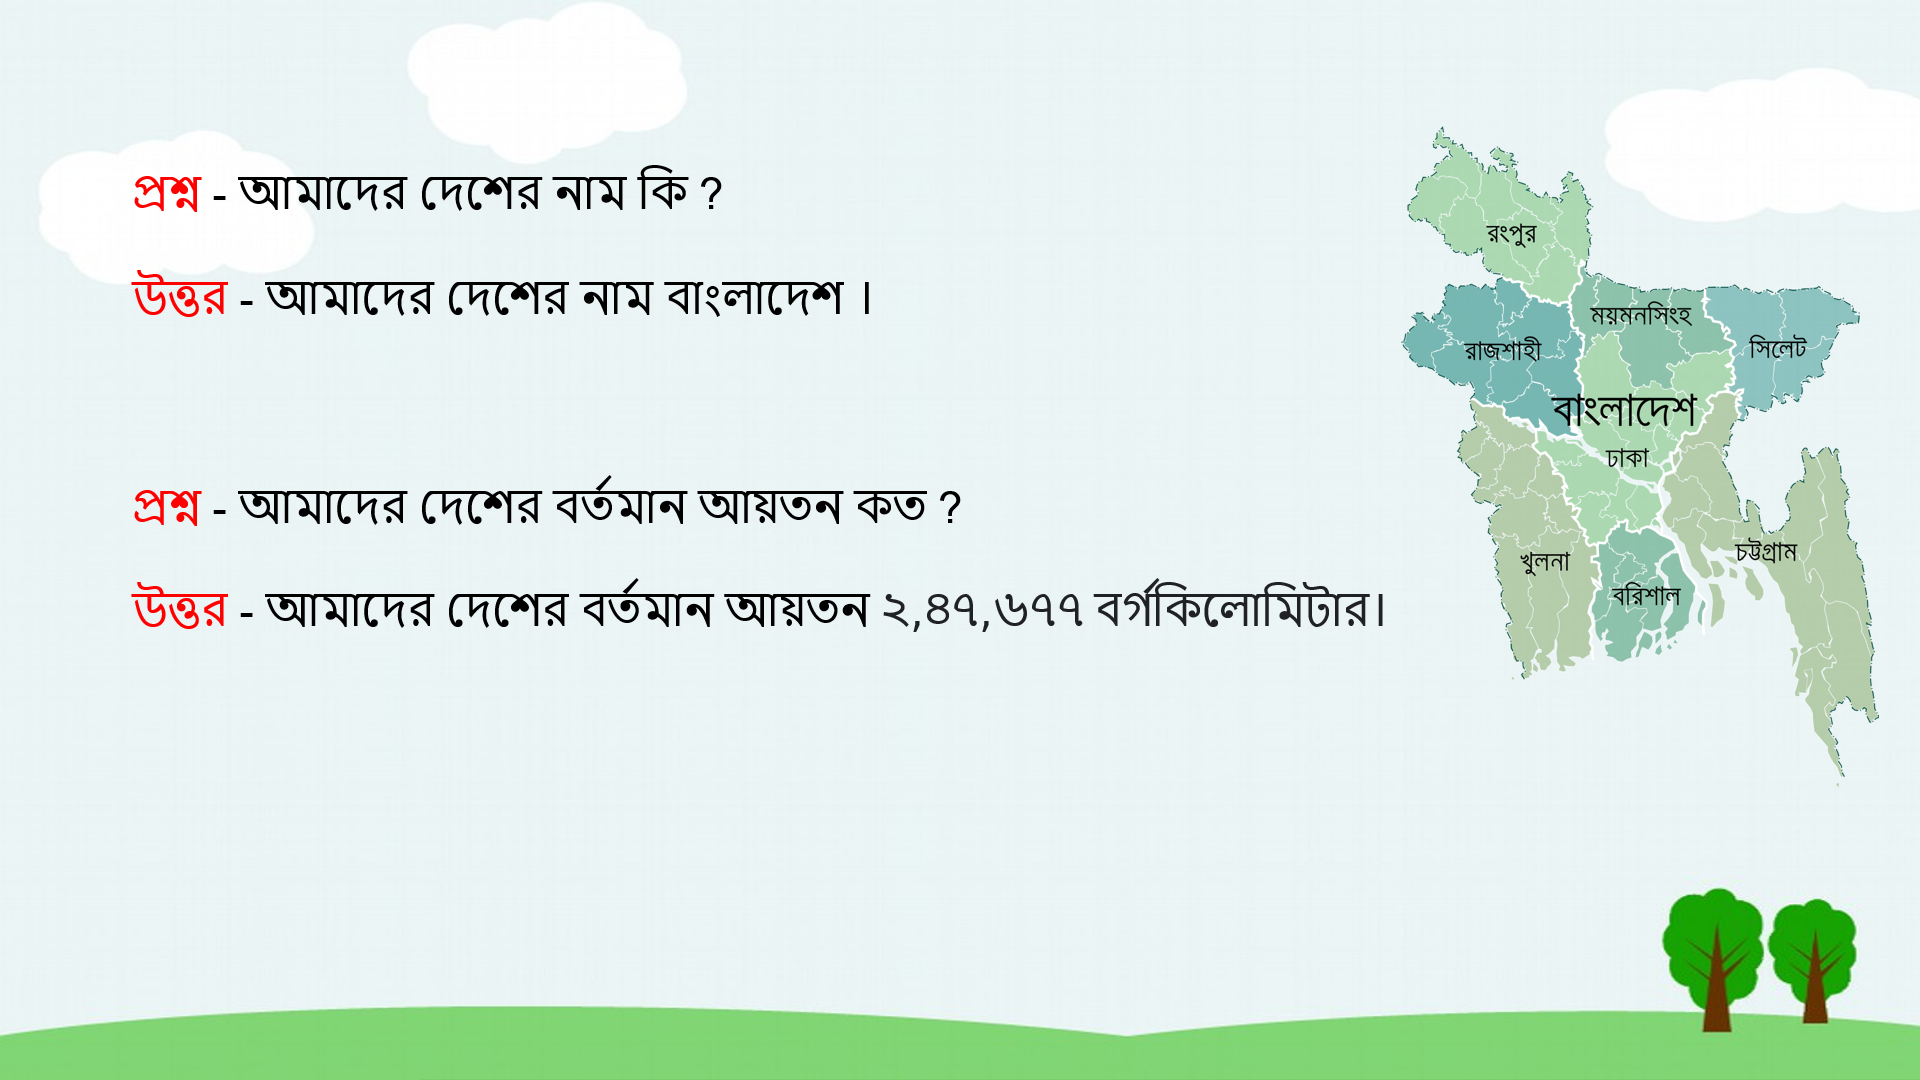 প্রশ্ন - আমাদের দেশের নাম কি ?
উত্তর - আমাদের দেশের নাম বাংলাদেশ ।
প্রশ্ন - আমাদের দেশের বর্তমান আয়তন কত ?
উত্তর - আমাদের দেশের বর্তমান আয়তন ২,৪৭,৬৭৭ বর্গকিলোমিটার।
রংপুর
ময়মনসিংহ
সিলেট
রাজশাহী
বাংলাদেশ
ঢাকা
চট্টগ্রাম
খুলনা
বরিশাল